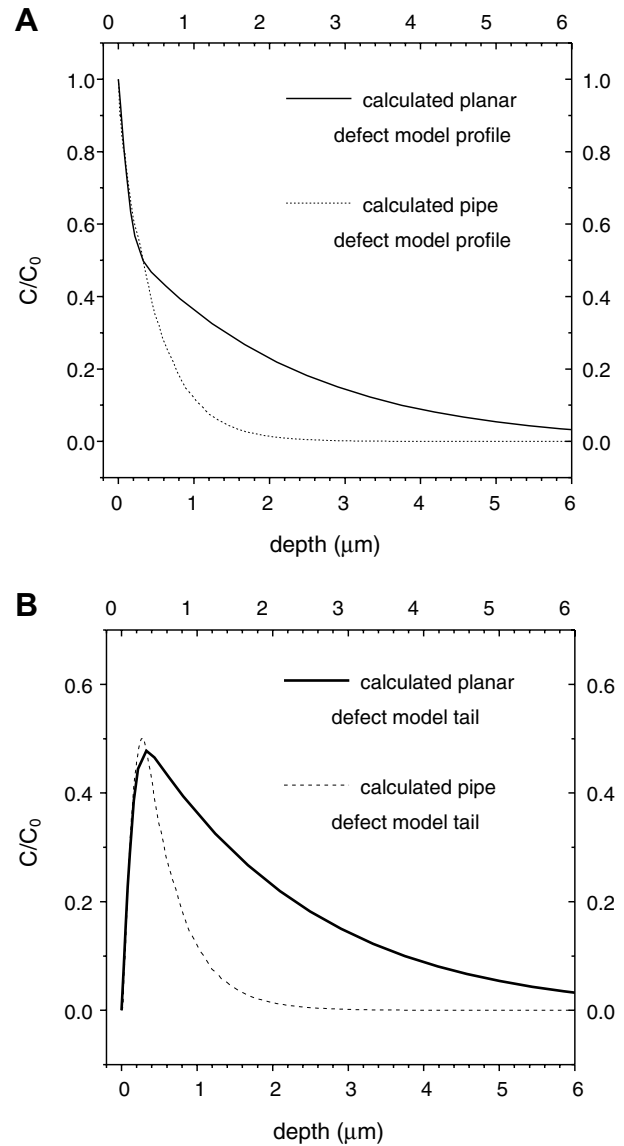 A
0 1 2 3 4 5 6
1.0 1.0
calculated planar
defect model profile
0.8 0.8
calculated pipe
defect model profile
0.6 0.6
C/C0
0.4 0.4
0.2 0.2
0.0 0.0
0 1 2 3 4 5 6
depth (μm)
B
0 1 2 3 4 5 6
0.6 0.6
calculated planar
defect model tail
calculated pipe
defect model tail
0.4 0.4
C/C0
0.2 0.2
0.0 0.0
0 1 2 3 4 5 6
depth (μm)